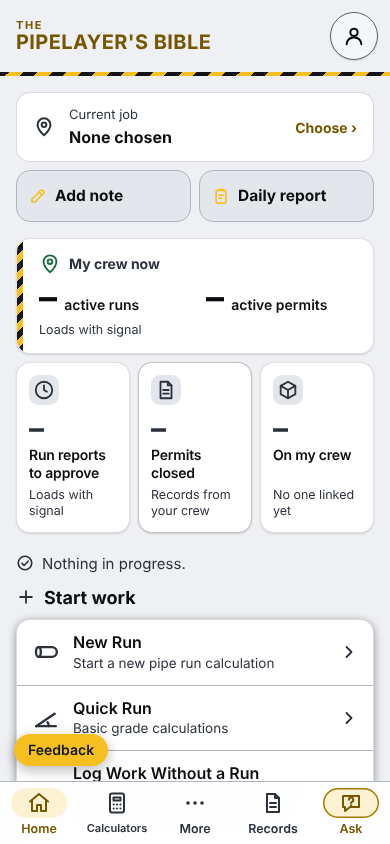 THE
PIPELAYER'S BIBLE
Current job
None chosen
Choose ›
Add note
Daily report
My crew now
— active runs
— active permits
Loads with signal
—
Run reports
to approve
Loads with
signal
—
Permits
closed
Records from
your crew
—
On my crew
No one linked
yet
Nothing in progress.
Start work
New Run
Start a new pipe run calculation
Quick Run
Basic grade calculations
Feedback
Log Work Without a Run
Home
Calculators
More
Records
Ask